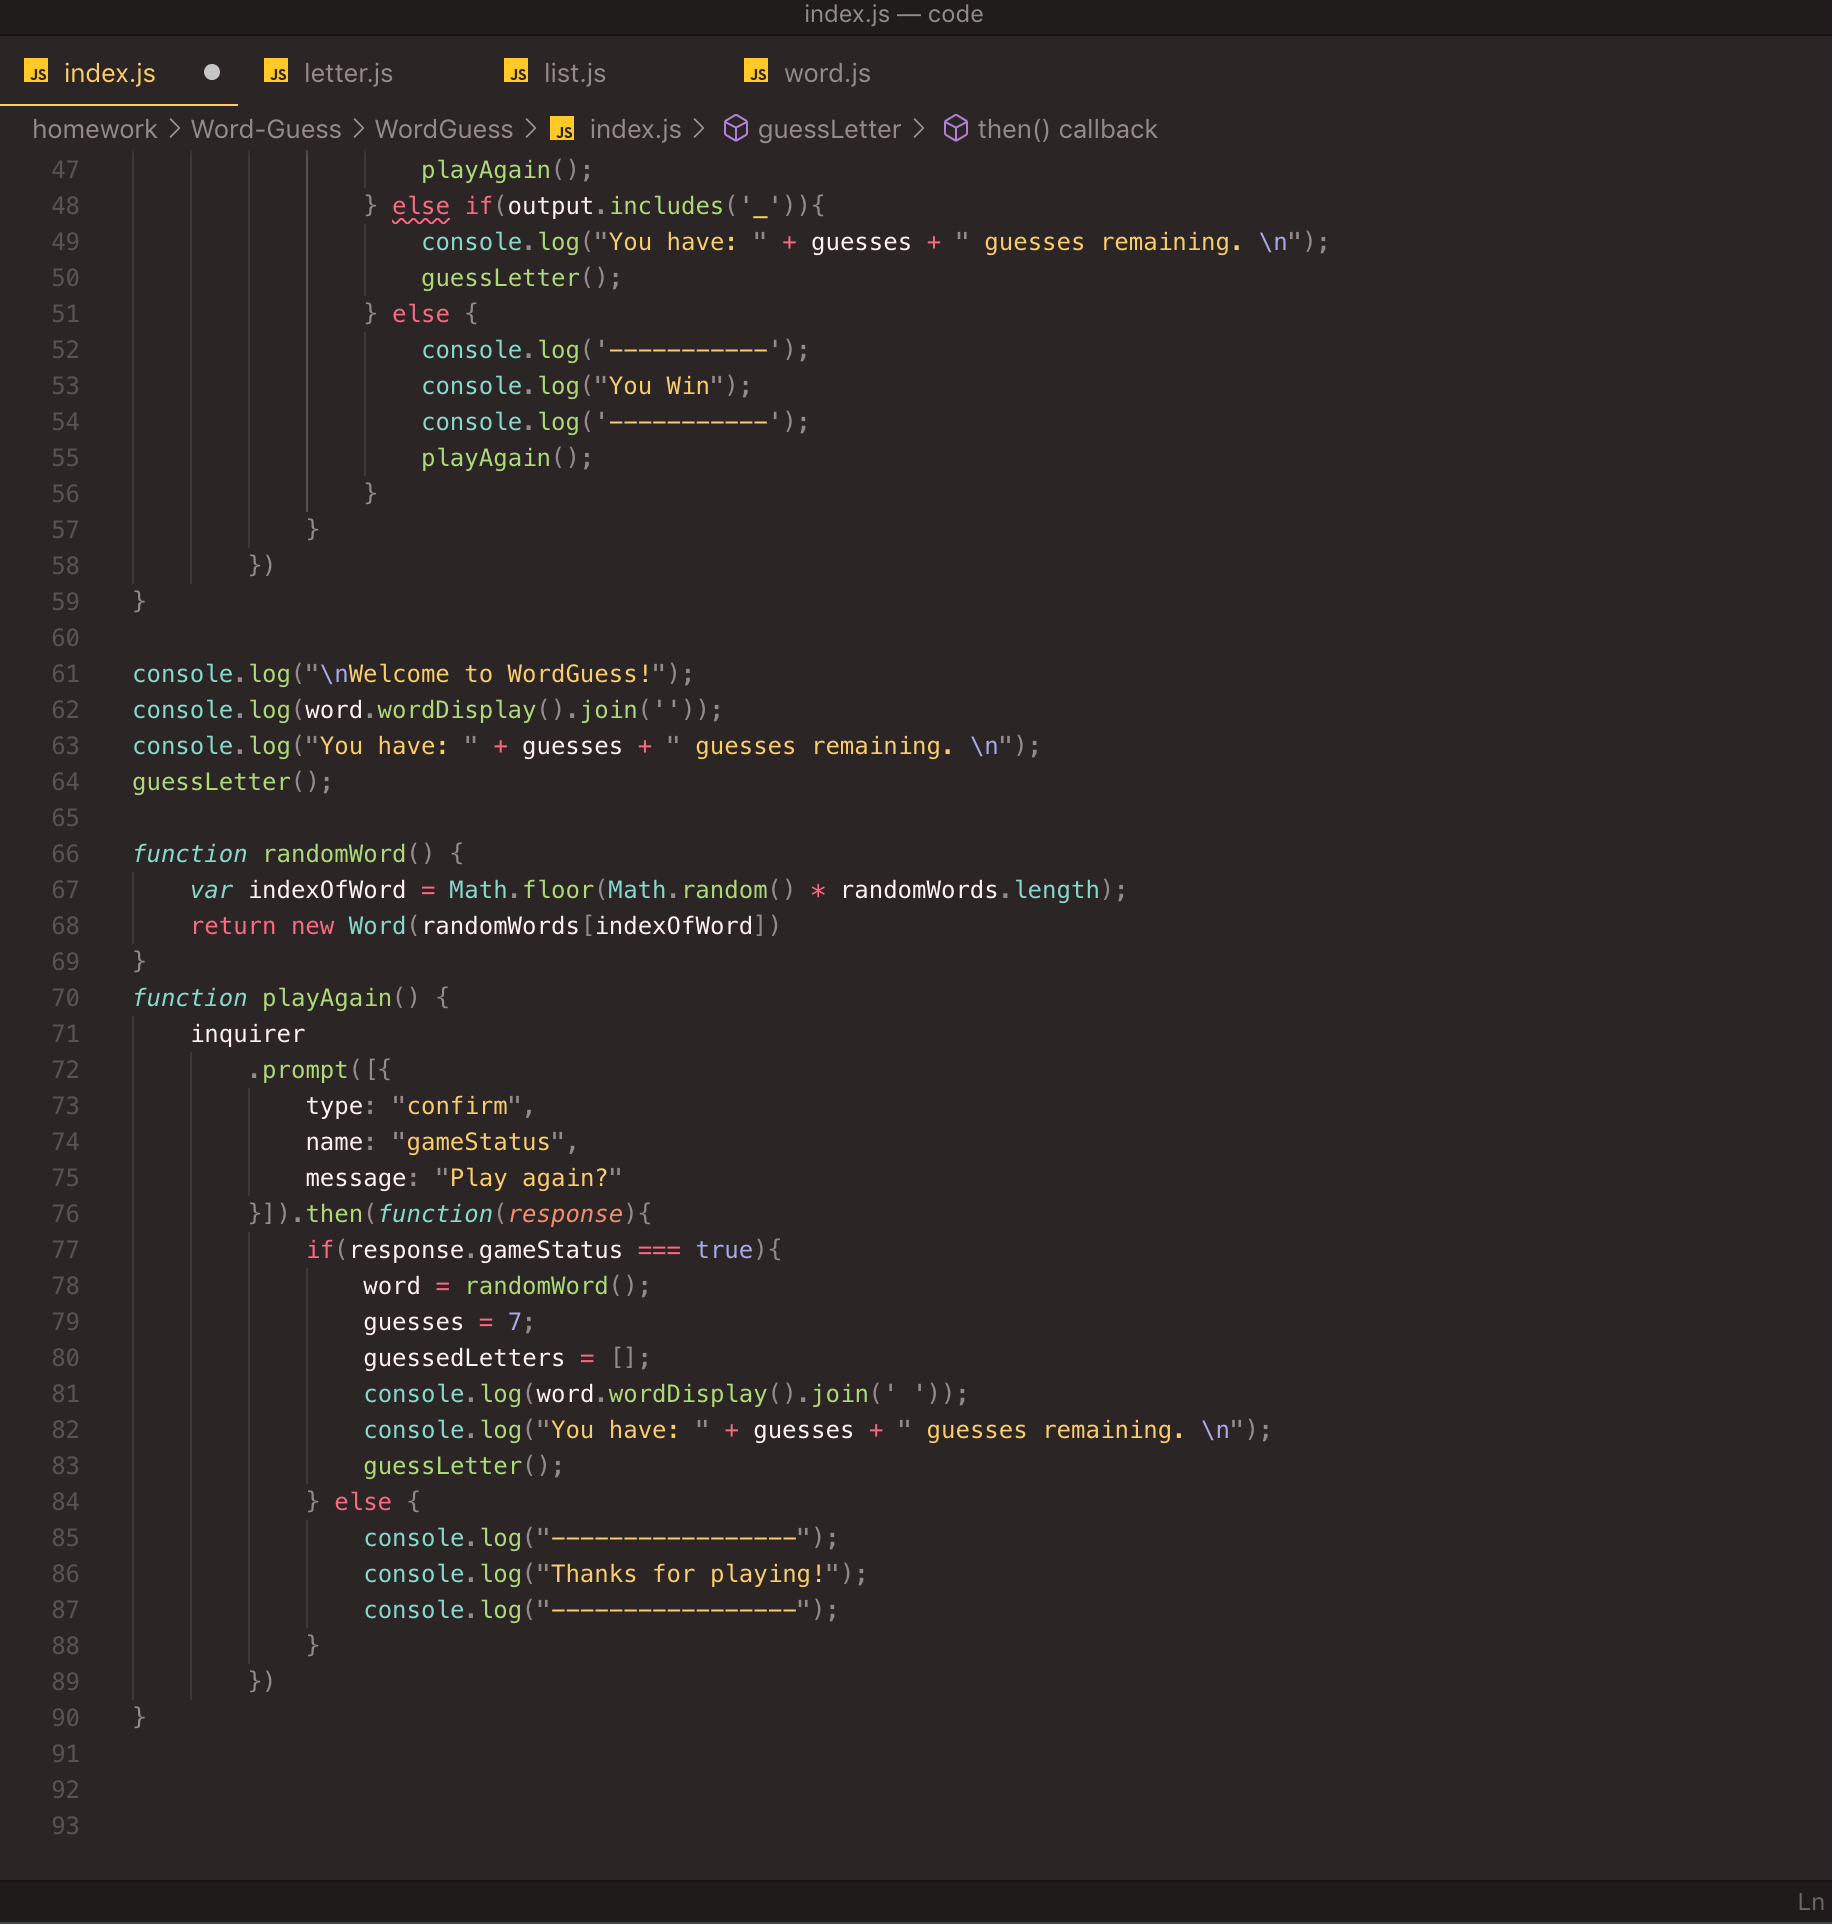 index.js — code
JS index.js JS letter.js JS list.js JS word.js
homework > Word-Guess > WordGuess > JS index.js > guessLetter > then() callback
47 playAgain();
48 } else if(output.includes('_')){
49 console.log("You have: " + guesses + " guesses remaining. \n");
50 guessLetter();
51 } else {
52 console.log('-----------');
53 console.log("You Win");
54 console.log('-----------');
55 playAgain();
56 }
57 }
58 })
59 }
60
61 console.log("\nWelcome to WordGuess!");
62 console.log(word.wordDisplay().join(''));
63 console.log("You have: " + guesses + " guesses remaining. \n");
64 guessLetter();
65
66 function randomWord() {
67 var indexOfWord = Math.floor(Math.random() * randomWords.length);
68 return new Word(randomWords[indexOfWord])
69 }
70 function playAgain() {
71 inquirer
72 .prompt([{
73 type: "confirm",
74 name: "gameStatus",
75 message: "Play again?"
76 }]).then(function(response){
77 if(response.gameStatus === true){
78 word = randomWord();
79 guesses = 7;
80 guessedLetters = [];
81 console.log(word.wordDisplay().join(' '));
82 console.log("You have: " + guesses + " guesses remaining. \n");
83 guessLetter();
84 } else {
85 console.log("-----------------");
86 console.log("Thanks for playing!");
87 console.log("-----------------");
88 }
89 })
90 }
91
92
93
Ln